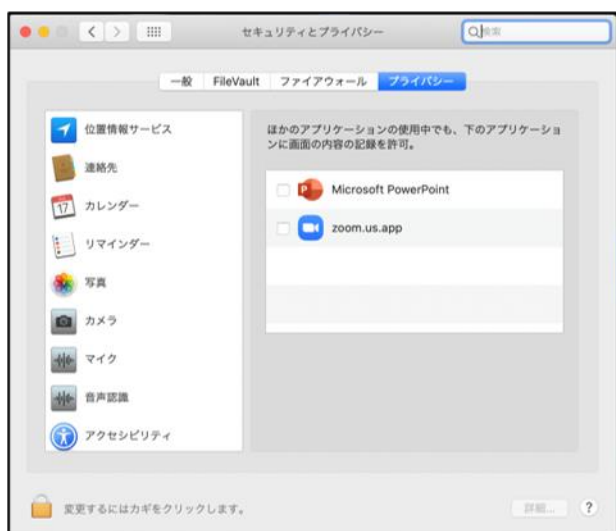 セキュリティとプライバシー
検索
一般
FileVault
ファイアウォール
プライバシー
位置情報サービス
連絡先
17
カレンダー
リマインダー
写真
カメラ
マイク
音声認識
アクセシビリティ
ほかのアプリケーションの使用中でも、下のアプリケーショ
ンに画面の内容の記録を許可。
Microsoft PowerPoint
zoom.us.app
変更するにはカギをクリックします。
詳細...
?